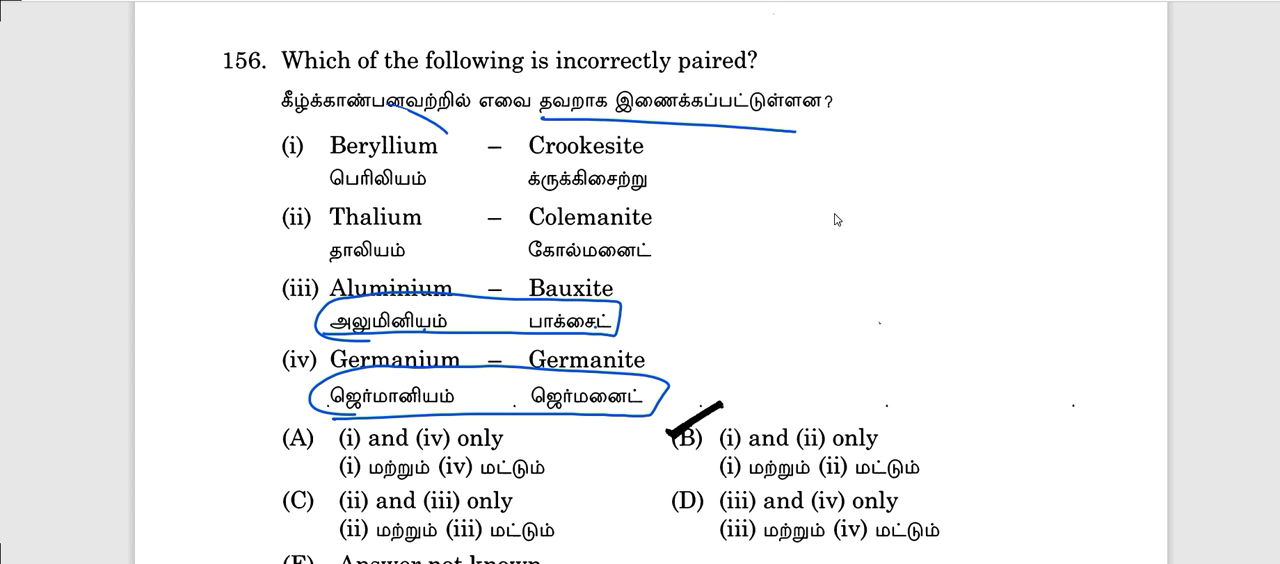 156. Which of the following is incorrectly paired?
கீழ்க்காண்பனவற்றில் எவை தவறாக இணைக்கப்பட்டுள்ளன?
(i) Beryllium – Crookesite
பெரிலியம் க்ருக்கிசைற்று
(ii) Thalium – Colemanite
தாலியம் கோல்மனைட்
(iii) Aluminium – Bauxite
அலுமினியம் பாக்சைட்
(iv) Germanium – Germanite
ஜெர்மானியம் ஜெர்மனைட்
(A) (i) and (iv) only (B) (i) and (ii) only
(i) மற்றும் (iv) மட்டும் (i) மற்றும் (ii) மட்டும்
(C) (ii) and (iii) only (D) (iii) and (iv) only
(ii) மற்றும் (iii) மட்டும் (iii) மற்றும் (iv) மட்டும்
(E) Answer not known